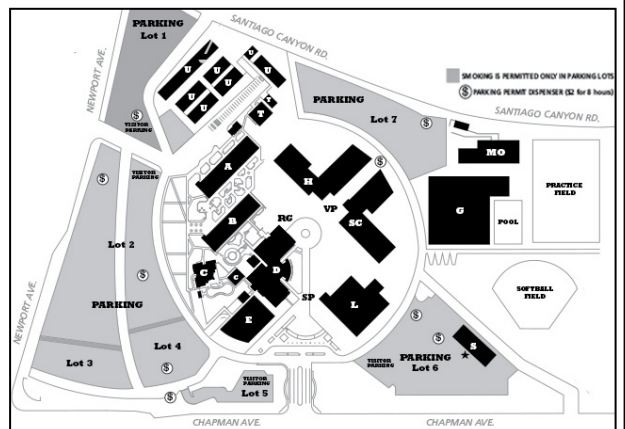 PARKING
Lot 1
SANTIAGO CANYON RD.
NEWPORT AVE.
$
VISITOR
PARKING
U
U
U
U
U
U
U
U
T
T
SMOKING IS PERMITTED ONLY IN PARKING LOTS
$ PARKING PERMIT DISPENSER ($2 for 8 hours)
SANTIAGO CANYON RD.
PARKING
Lot 7
$
MO
PRACTICE
FIELD
G
POOL
SOFTBALL
FIELD
$
VISITOR
PARKING
Lot 2
$
PARKING
Lot 3
Lot 4
$
NEWPORT AVE.
A
B
C
C
D
E
H
$
VP
RG
SC
SP
L
$
VISITOR
PARKING
Lot 5
$
$
VISITOR
PARKING
PARKING
Lot 6
S
CHAPMAN AVE.
CHAPMAN AVE.